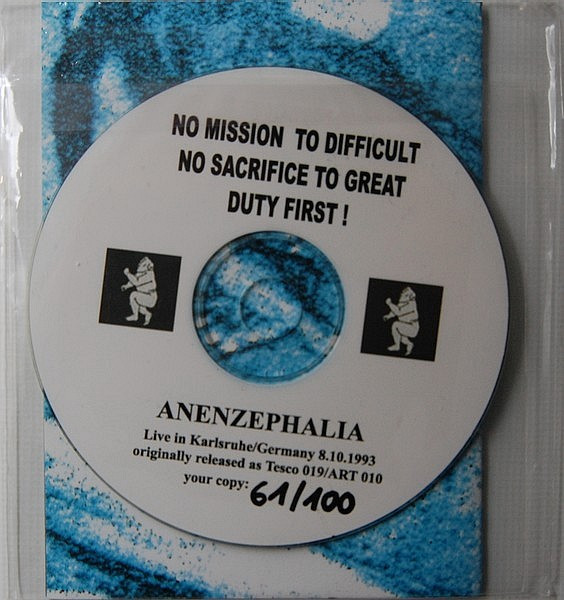 NO MISSION TO DIFFICULT
NO SACRIFICE TO GREAT
DUTY FIRST !
ANENZEPHALIA
Live in Karlsruhe/Germany 8.10.1993
originally released as Tesco 019/ART 010
your copy: 61/100